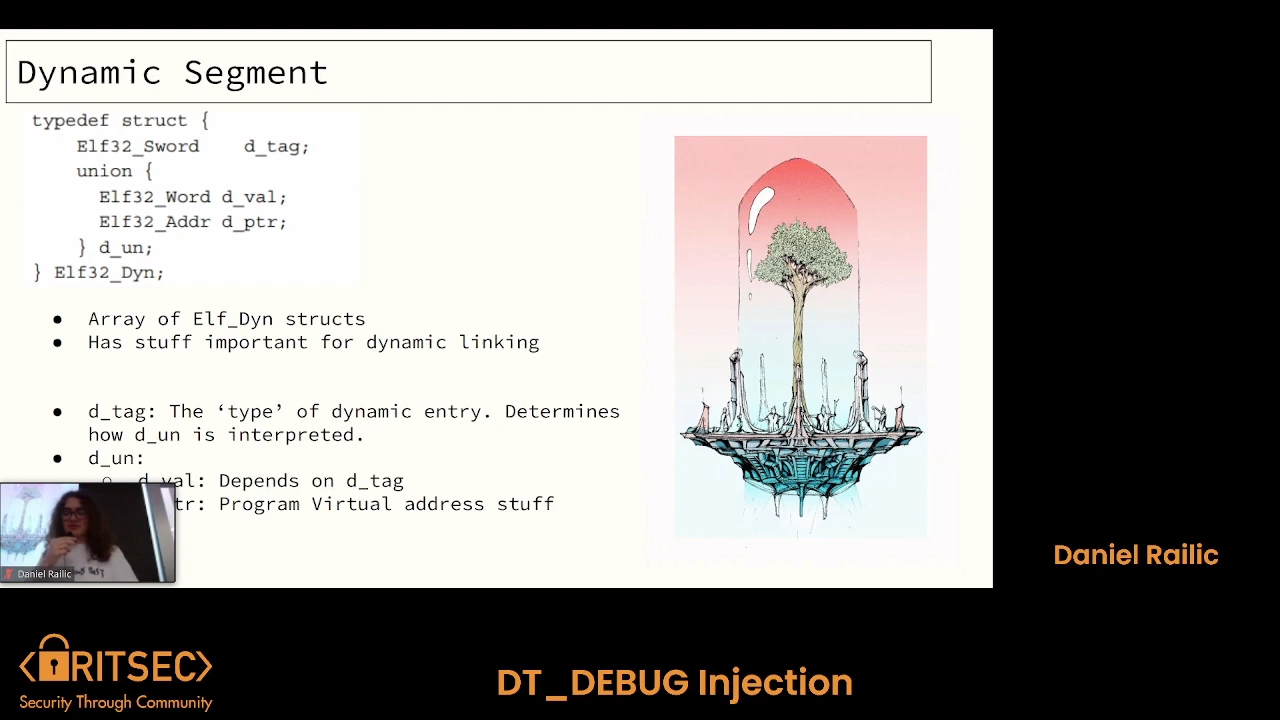 Dynamic Segment
typedef struct {
Elf32_Sword d_tag;
union {
Elf32_Word d_val;
Elf32_Addr d_ptr;
} d_un;
} Elf32_Dyn;
● Array of Elf_Dyn structs
● Has stuff important for dynamic linking
● d_tag: The ‘type’ of dynamic entry. Determines
how d_un is interpreted.
● d_un:
○ d_val: Depends on d_tag
tr: Program Virtual address stuff
Daniel Railic
Daniel Railic
RITSEC
Security Through Community
DT_DEBUG Injection